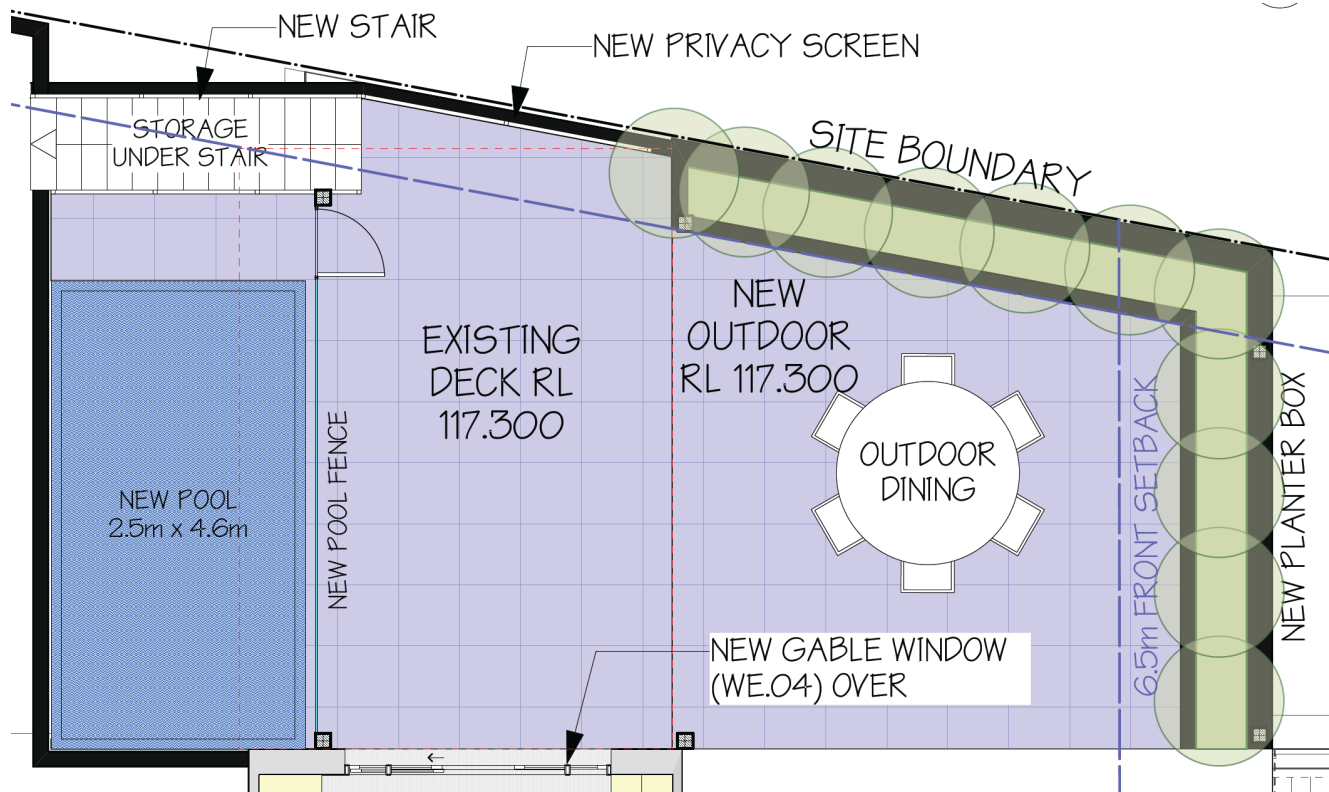 NEW STAIR
NEW PRIVACY SCREEN
STORAGE
UNDER STAIR
SITE BOUNDARY
NEW
OUTDOOR
RL 117.300
EXISTING
DECK RL
117.300
NEW POOL FENCE
OUTDOOR
DINING
6.5m FRONT SETBACK
NEW PLANTER BOX
NEW POOL
2.5m x 4.6m
NEW GABLE WINDOW
(WE.04) OVER